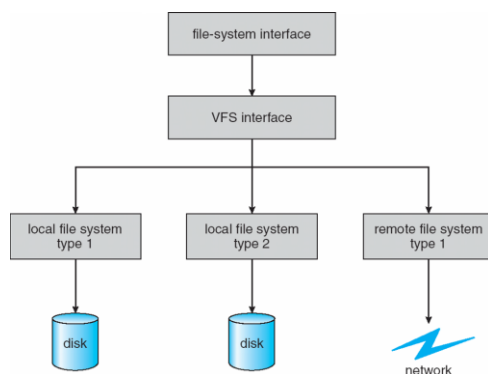 file-system interface
VFS interface
local file system
type 1
local file system
type 2
remote file system
type 1
disk
disk
network